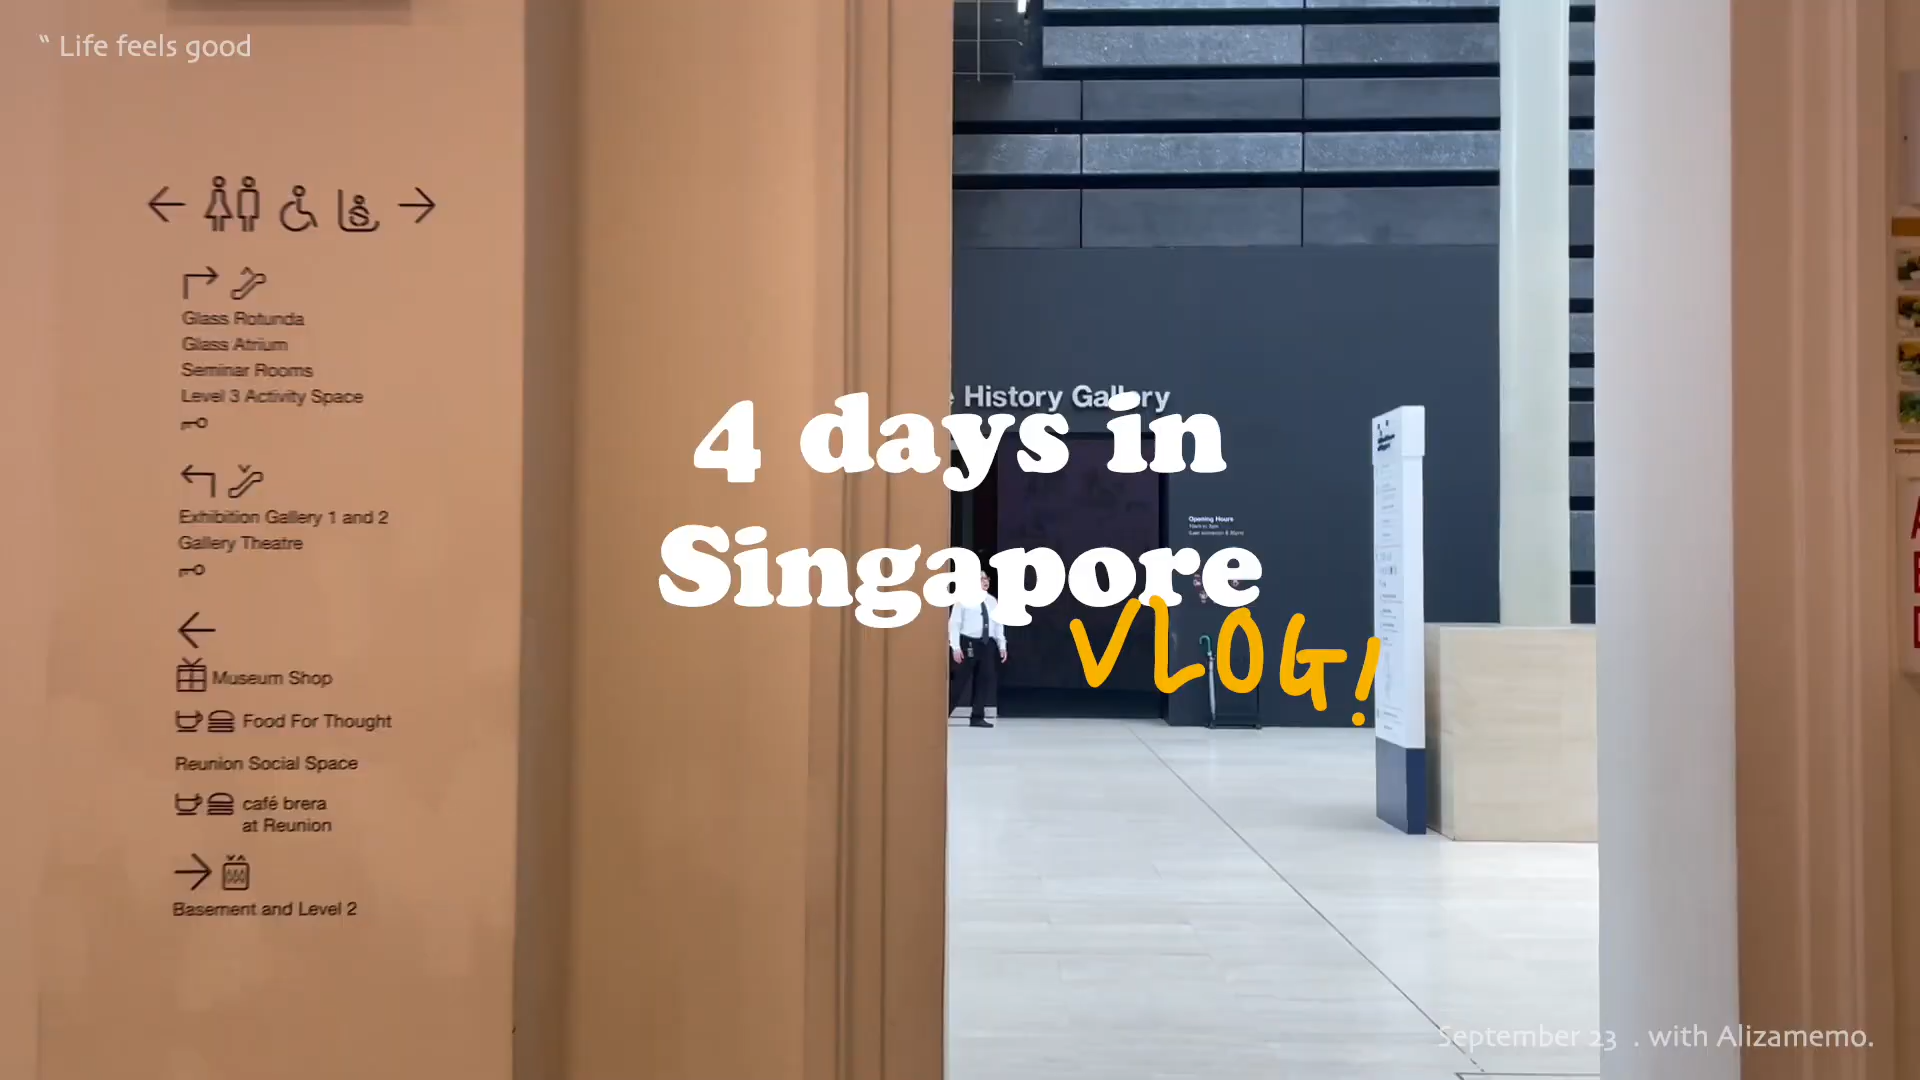 “ Life feels good
Glass Rotunda
Glass Atrium
Seminar Rooms
Level 3 Activity Space
Exhibition Gallery 1 and 2
Gallery Theatre
Museum Shop
Food For Thought
Reunion Social Space
café brera
at Reunion
Basement and Level 2
History Gallery
4 days in
Singapore
VLOG!
Opening Hours
September 23 . with Alizamemo.